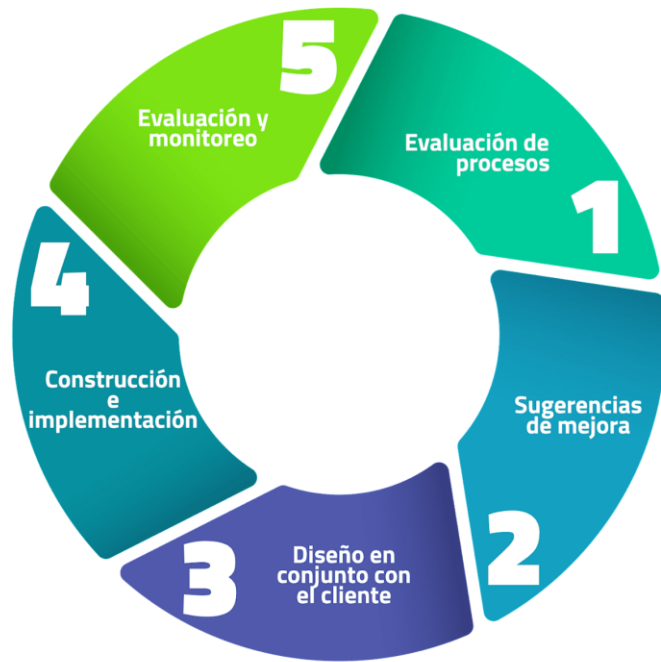 1
Evaluación de
procesos
2
Sugerencias
de mejora
3
Diseño en
conjunto con
el cliente
4
Construcción
e
implementación
5
Evaluación y
monitoreo